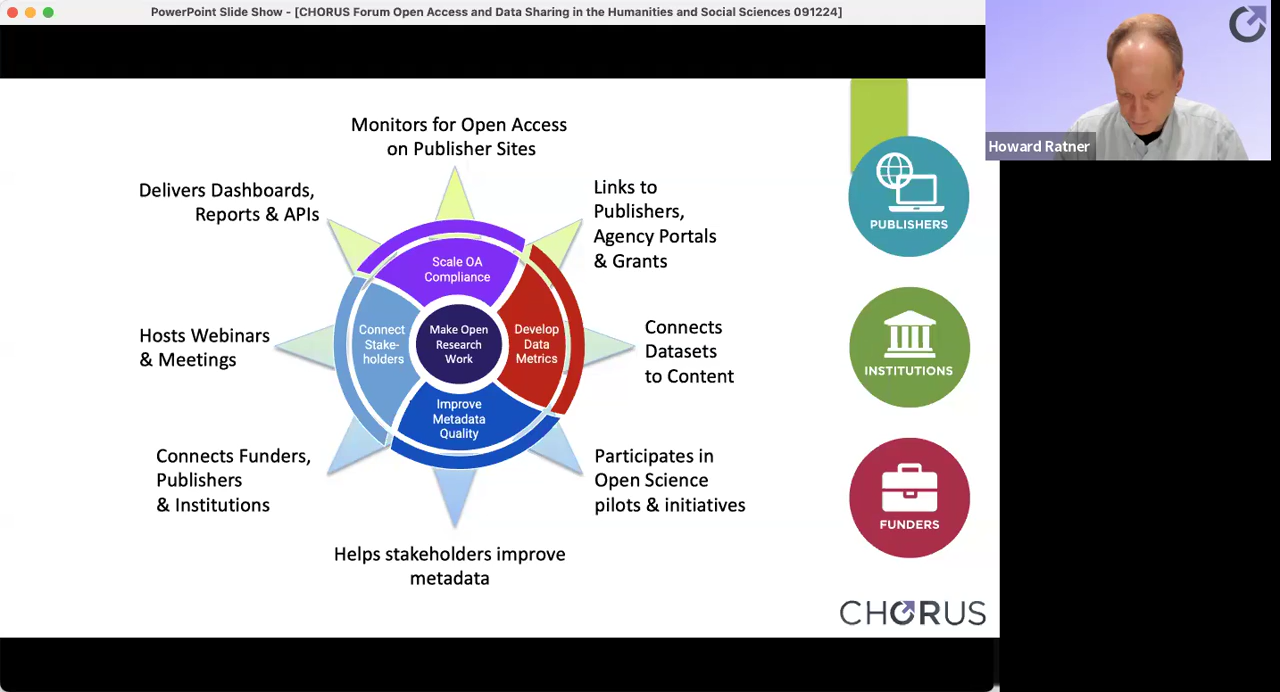 PowerPoint Slide Show - [CHORUS Forum Open Access and Data Sharing in the Humanities and Social Sciences 091224]
Howard Ratner
Monitors for Open Access
on Publisher Sites
Delivers Dashboards,
Reports & APIs
Links to
Publishers,
Agency Portals
& Grants
Scale OA
Compliance
Hosts Webinars
& Meetings
Connect
Stake-
holders
Make Open
Research
Work
Develop
Data
Metrics
Connects
Datasets
to Content
Improve
Metadata
Quality
Connects Funders,
Publishers
& Institutions
Participates in
Open Science
pilots & initiatives
Helps stakeholders improve
metadata
PUBLISHERS
INSTITUTIONS
FUNDERS
CHORUS